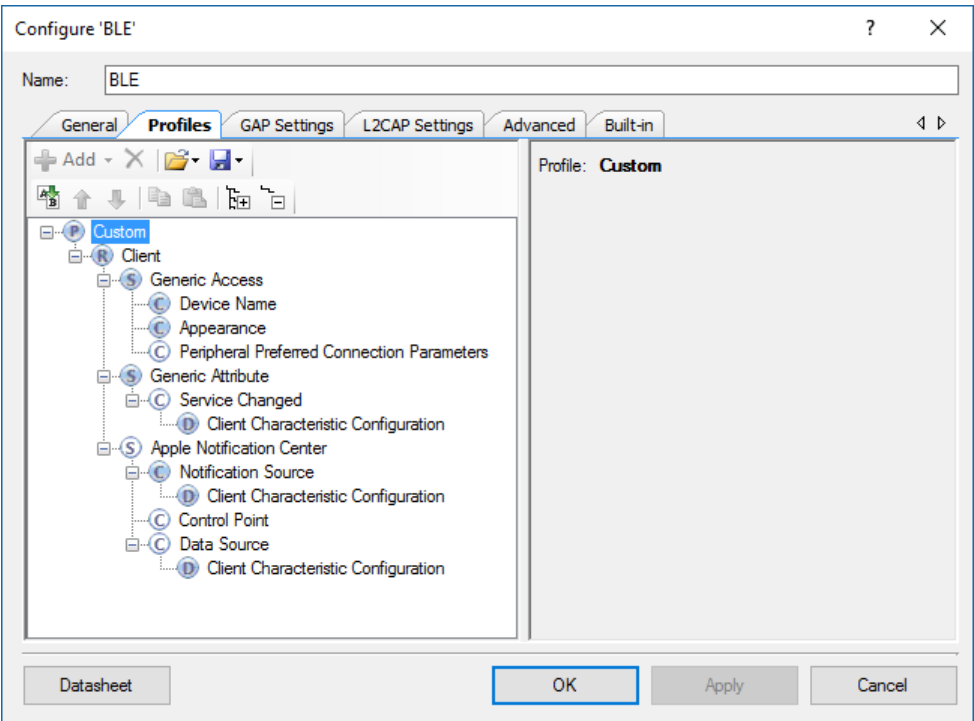 Configure 'BLE'
?
Name: BLE
General Profiles GAP Settings L2CAP Settings Advanced Built-in
Add
A B
Profile: Custom
P Custom
R Client
S Generic Access
C Device Name
C Appearance
C Peripheral Preferred Connection Parameters
S Generic Attribute
C Service Changed
D Client Characteristic Configuration
S Apple Notification Center
C Notification Source
D Client Characteristic Configuration
C Control Point
C Data Source
D Client Characteristic Configuration
Datasheet OK Apply Cancel